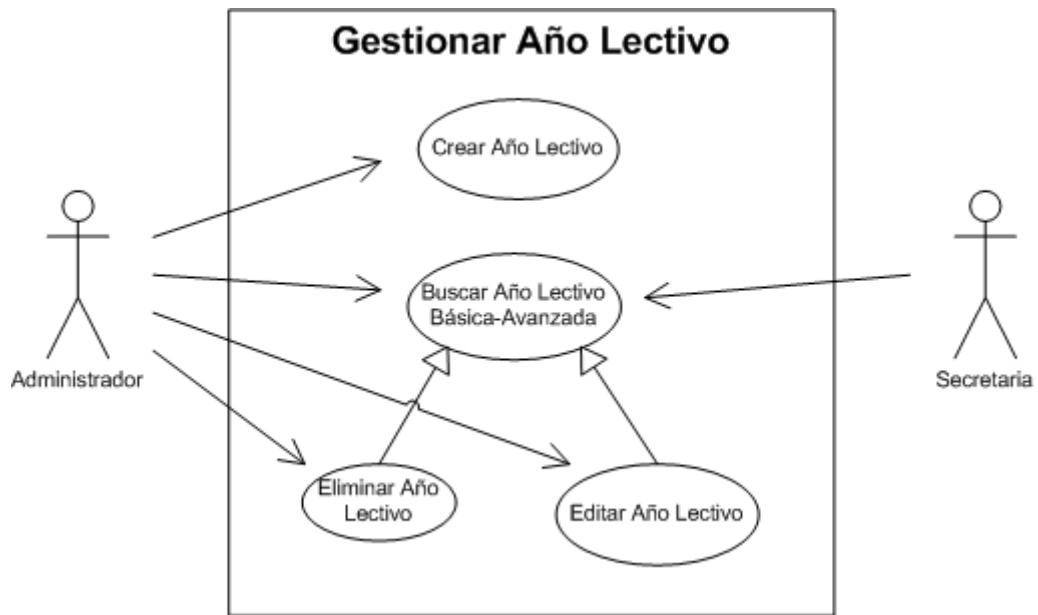 Gestionar Año Lectivo
Crear Año Lectivo
Buscar Año Lectivo
Básica-Avanzada
Administrador
Secretaria
Eliminar Año
Lectivo
Editar Año Lectivo